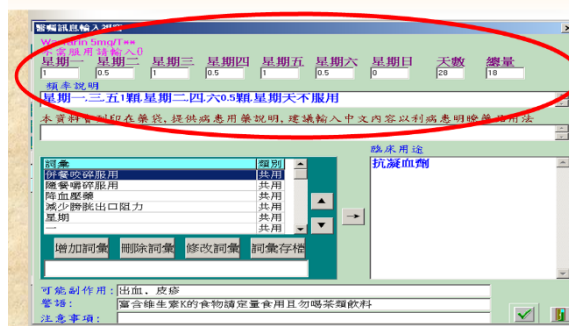 醫囑訊息輸入視窗
Warfarin 5mg/T**
不需服用請輸入0
星期一 星期二 星期三 星期四 星期五 星期六 星期日 天數 總量
1 0.5 1 0.5 1 0.5 0 28 18
頻率說明
星期一.三.五1顆.星期二.四.六0.5顆.星期天不服用
本資料會列印在藥袋,提供病患用藥說明,建議輸入中文內容以利病患明瞭藥品用法
臨床用途
詞彙 類別 抗凝血劑
併餐咬碎服用 共用
隨餐嚼碎服用 共用
降血壓藥 共用
減少膀胱出口阻力 共用
星期 共用
一 共用
增加詞彙 刪除詞彙 修改詞彙 詞彙存檔
可能副作用: 出血、皮疹
警語: 富含維生素K的食物請定量食用且勿喝茶類飲料
注意事項: